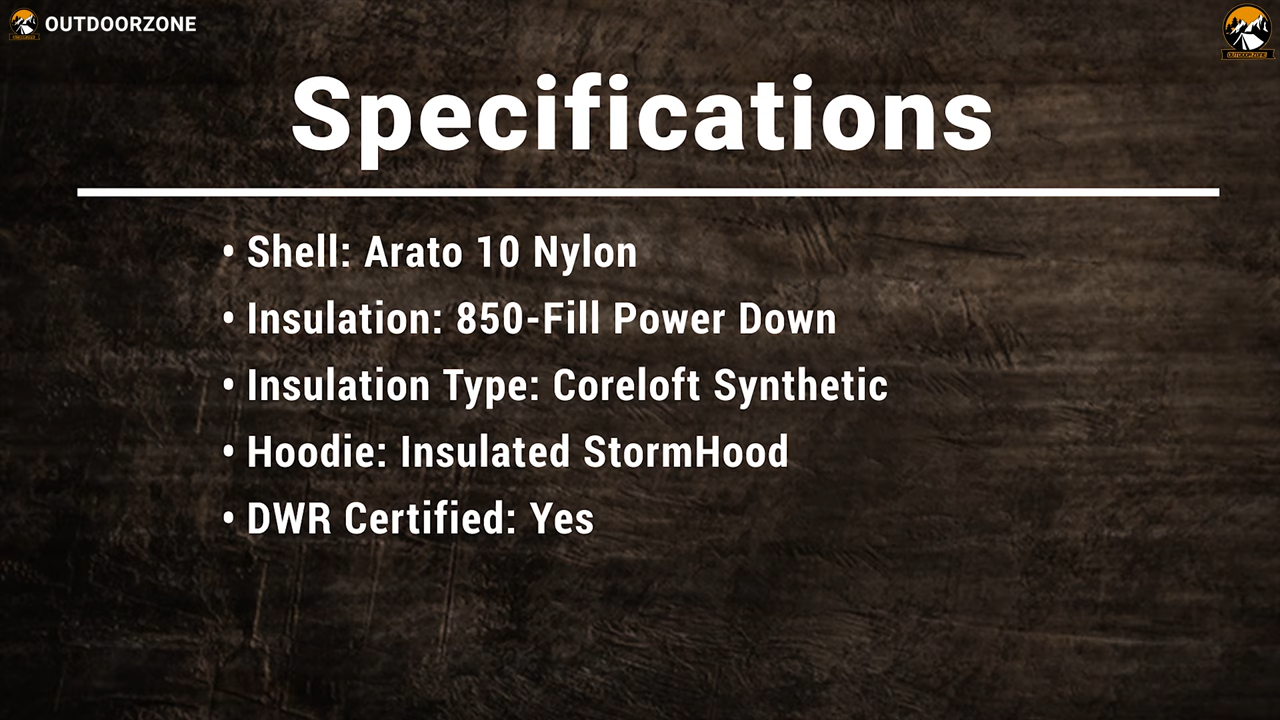 OUTDOORZONE
OUTDOORZONE
Specifications
• Shell: Arato 10 Nylon
• Insulation: 850-Fill Power Down
• Insulation Type: Coreloft Synthetic
• Hoodie: Insulated StormHood
• DWR Certified: Yes